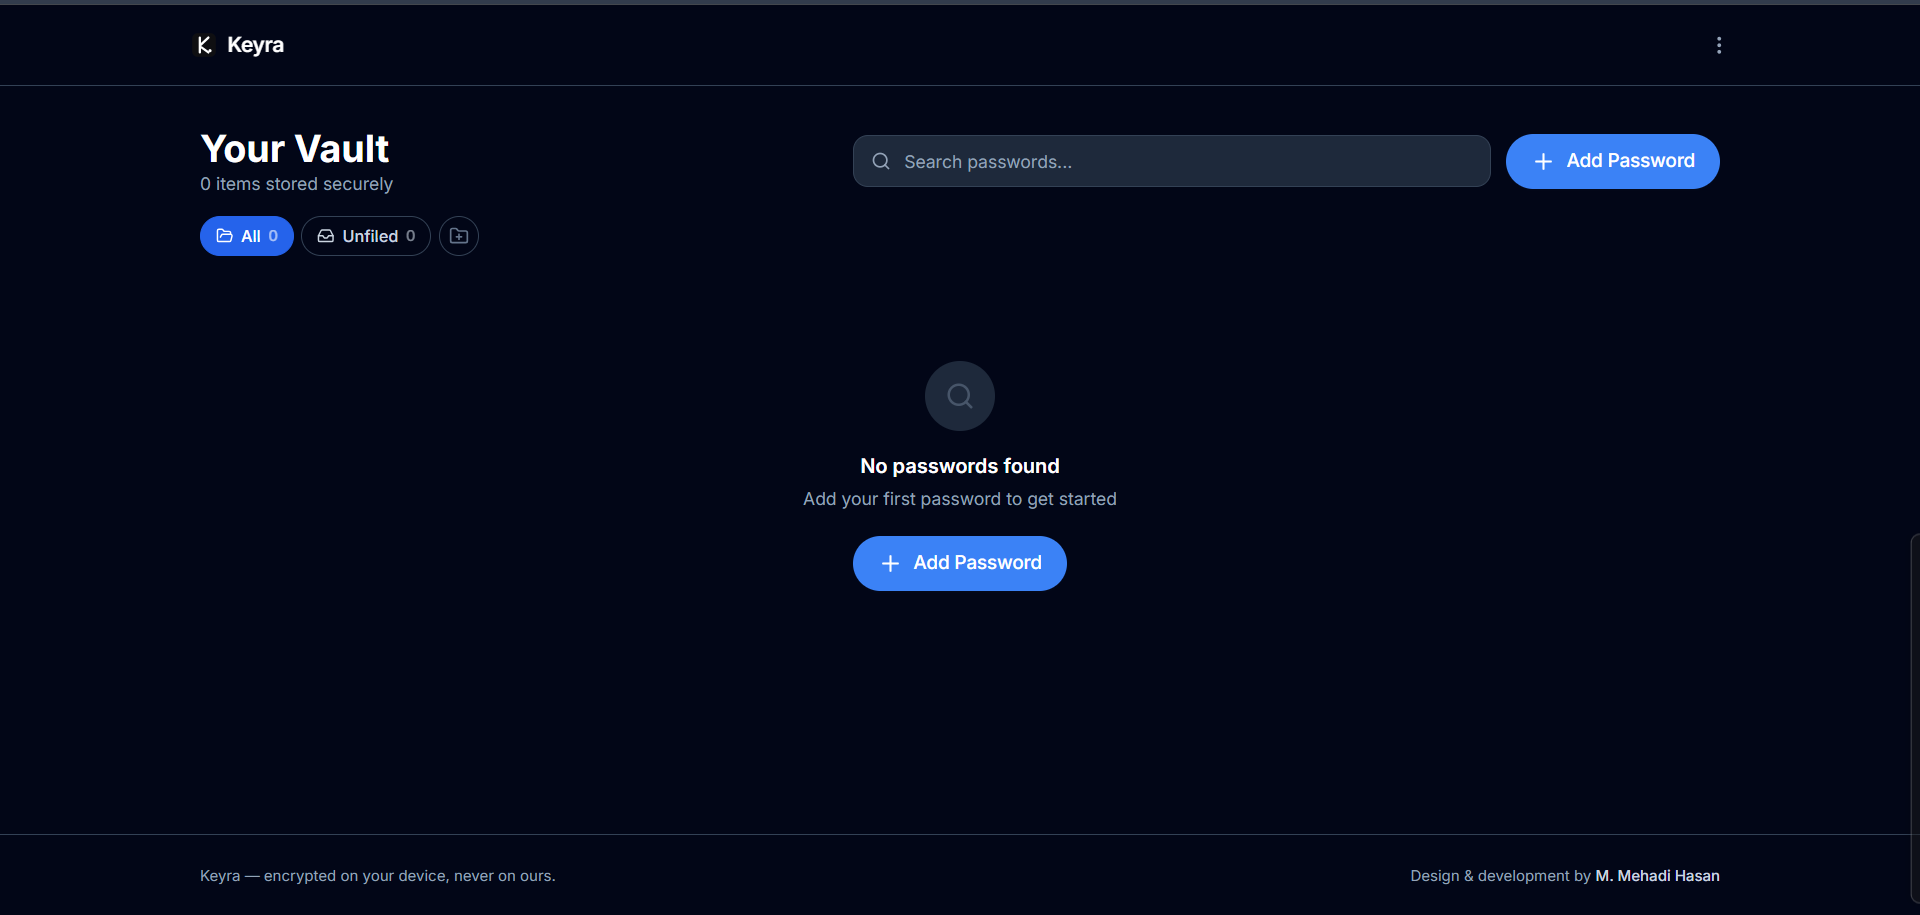 Keyra
Your Vault
0 items stored securely
Search passwords...
Add Password
All 0
Unfiled 0
No passwords found
Add your first password to get started
Add Password
Keyra — encrypted on your device, never on ours.
Design & development by M. Mehadi Hasan